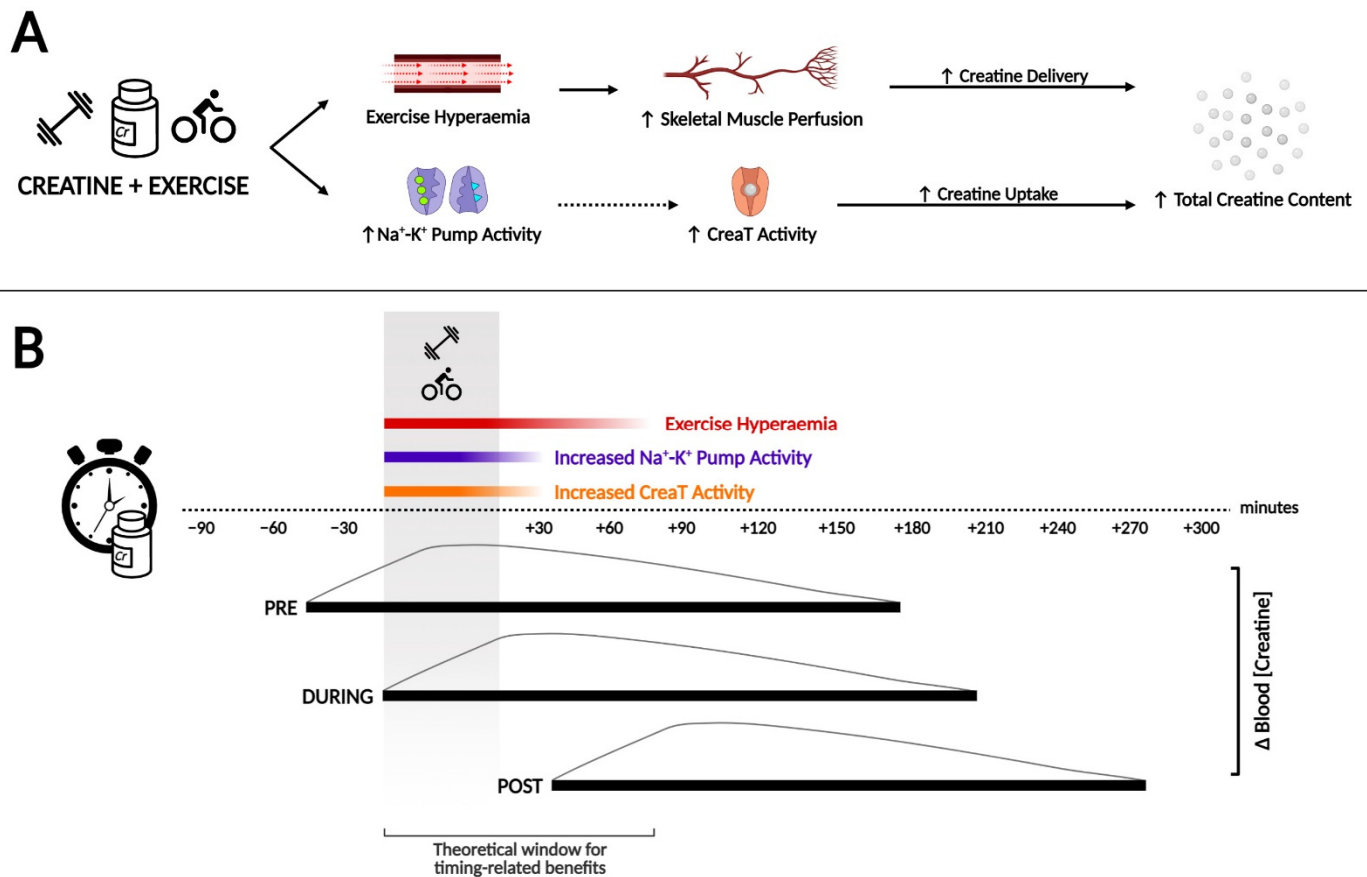 A
Cr
CREATINE + EXERCISE
Exercise Hyperaemia
↑ Skeletal Muscle Perfusion
↑ Creatine Delivery
↑Na⁺-K⁺ Pump Activity
↑ CreaT Activity
↑ Creatine Uptake
↑ Total Creatine Content
B
Exercise Hyperaemia
Increased Na⁺-K⁺ Pump Activity
Increased CreaT Activity
minutes
-90 -60 -30 +30 +60 +90 +120 +150 +180 +210 +240 +270 +300
Cr
PRE
DURING
POST
Δ Blood [Creatine]
Theoretical window for
timing-related benefits